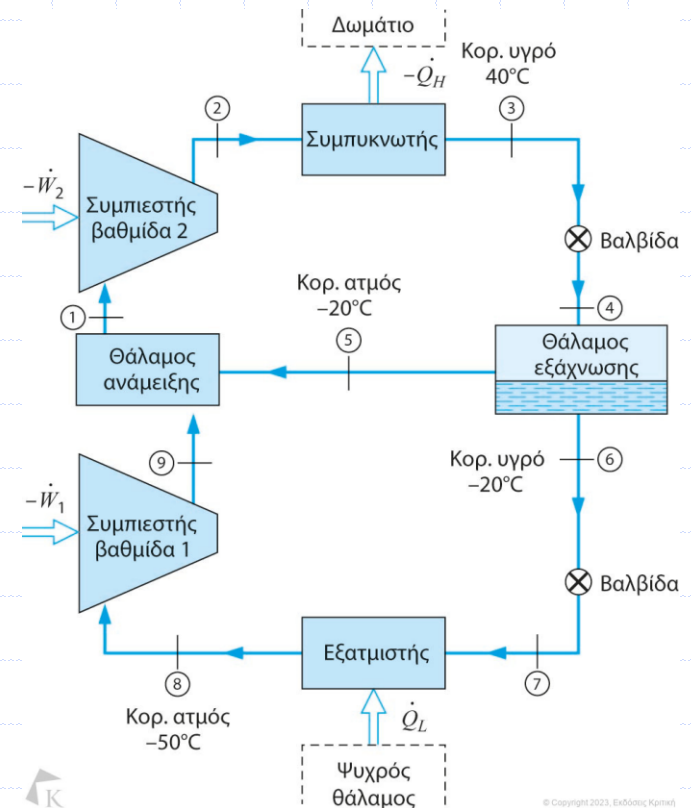 Δωμάτιο
−Q̇_H
Κορ. υγρό
40°C
②
③
Συμπυκνωτής
−Ẇ₂
Συμπιεστής
βαθμίδα 2
Βαλβίδα
Κορ. ατμός
−20°C
①
⑤
④
Θάλαμος
ανάμειξης
Θάλαμος
εξάχνωσης
⑨
Κορ. υγρό
−20°C
⑥
−Ẇ₁
Συμπιεστής
βαθμίδα 1
Βαλβίδα
Εξατμιστής
⑧
⑦
Κορ. ατμός
−50°C
Q̇_L
Ψυχρός
θάλαμος
K
© Copyright 2023, Εκδόσεις Κριτική